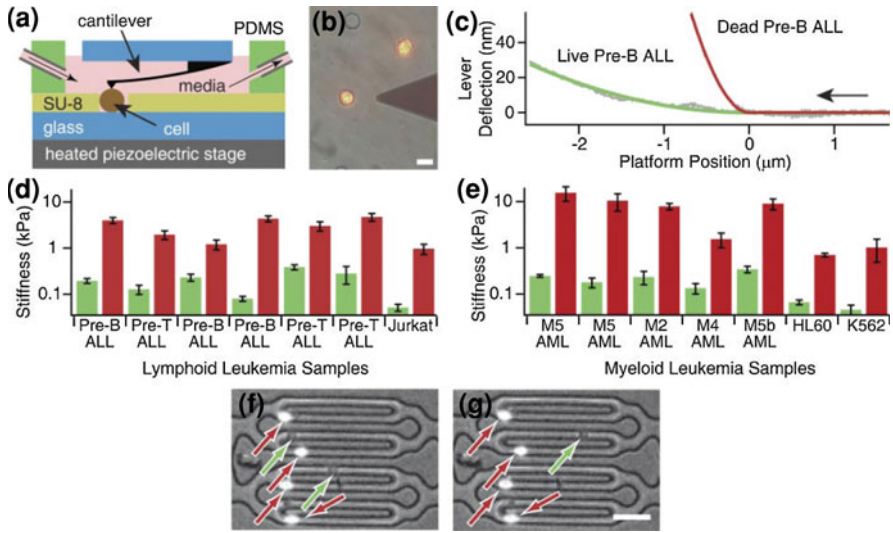 (a)
cantilever
PDMS
media
SU-8
cell
glass
heated piezoelectric stage
(b)
(c)
Lever
Deflection (nm)
40
0
Live Pre-B ALL
Dead Pre-B ALL
-2
-1
0
1
Platform Position (μm)
(d)
Stiffness (kPa)
10
1
0.1
Pre-B
ALL
Pre-T
ALL
Pre-B
ALL
Pre-B
ALL
Pre-T
ALL
Pre-T
ALL
Jurkat
Lymphoid Leukemia Samples
(e)
Stiffness (kPa)
10
1
0.1
M5
AML
M5
AML
M2
AML
M4
AML
M5b
AML
HL60
K562
Myeloid Leukemia Samples
(f)
(g)